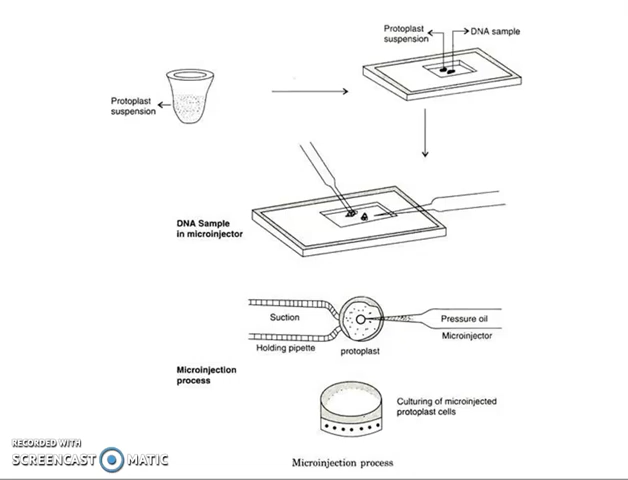 Protoplast
suspension
DNA sample
Protoplast
suspension
DNA Sample
in microinjector
Suction
Pressure oil
Holding pipette
protoplast
Microinjector
Microinjection
process
Culturing of microinjected
protoplast cells
RECORDED WITH
SCREENCAST MATIC
Microinjection process